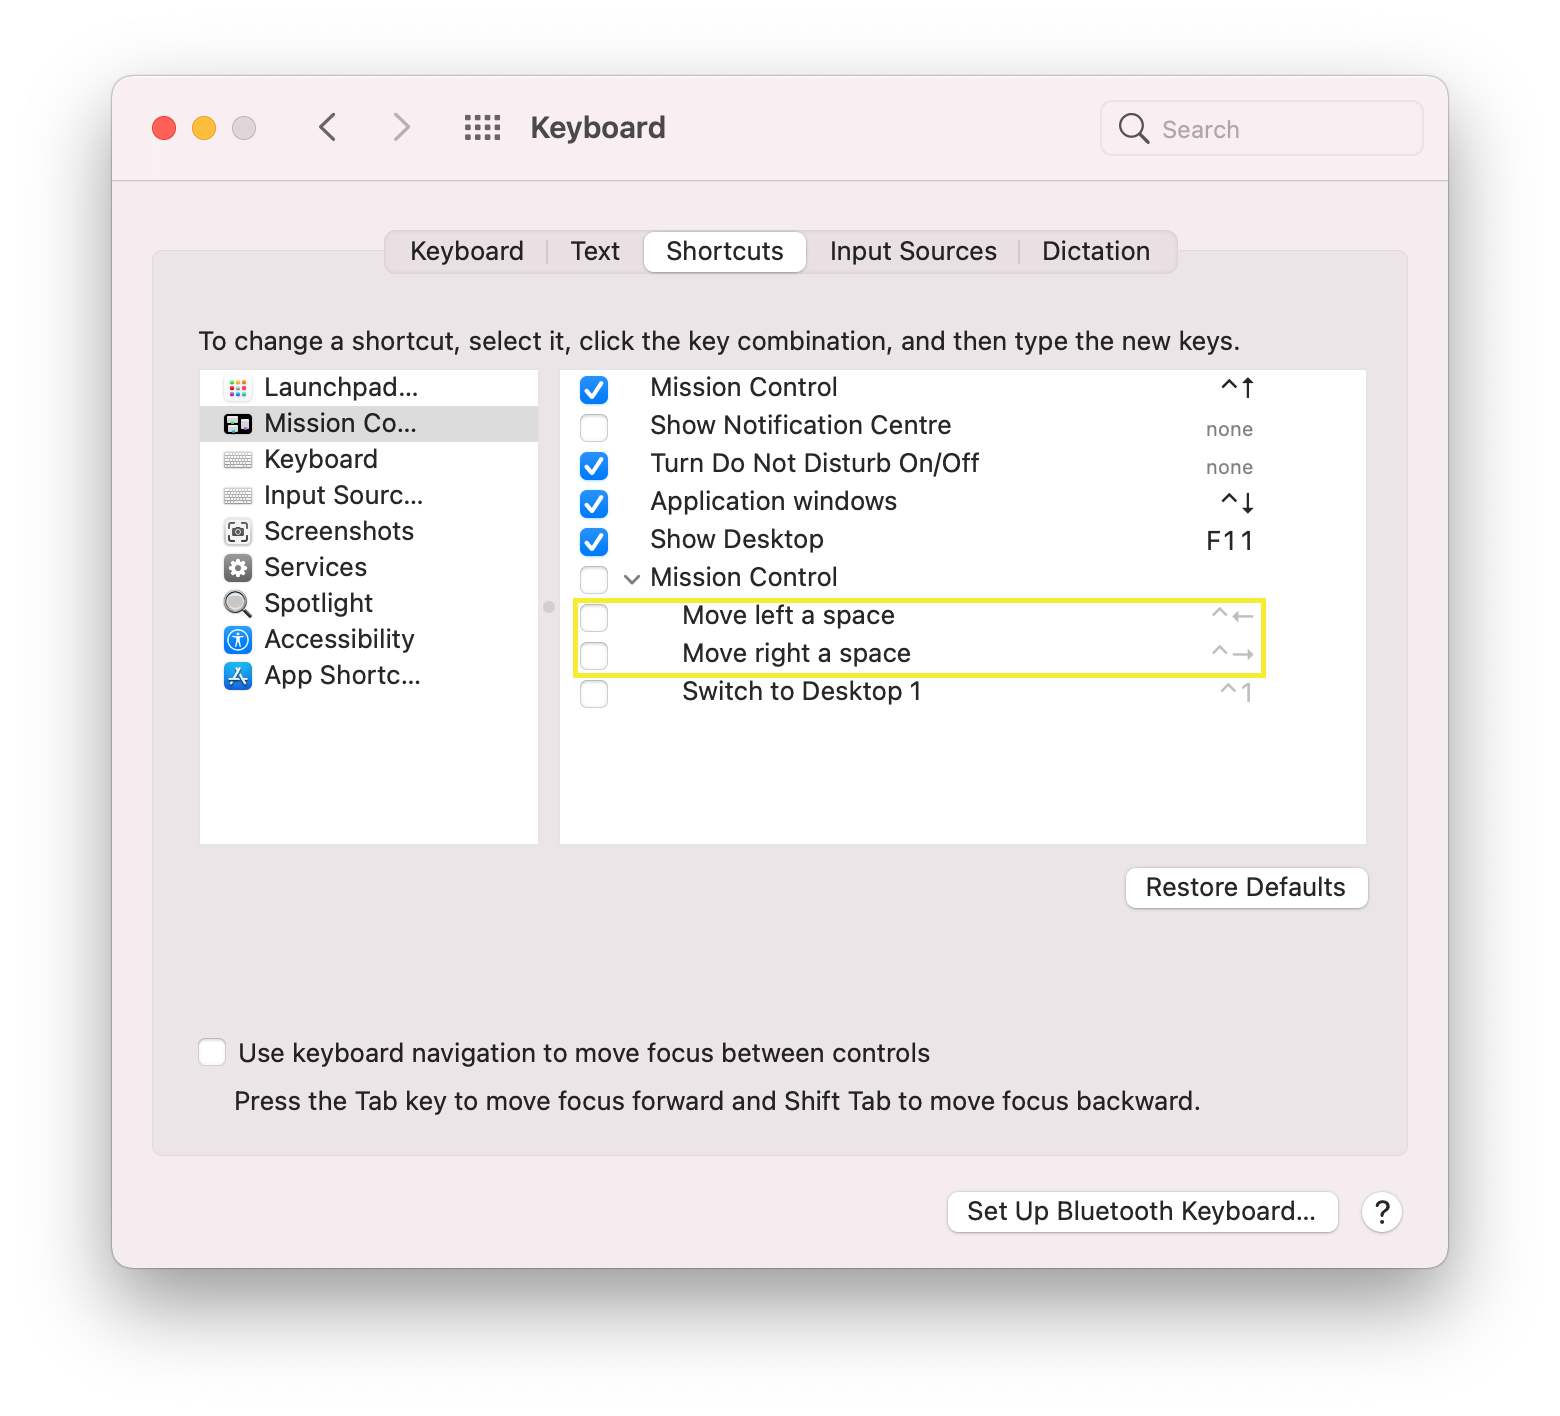 Keyboard
Search
Keyboard
Text
Shortcuts
Input Sources
Dictation
To change a shortcut, select it, click the key combination, and then type the new keys.
Launchpad...
Mission Co...
Keyboard
Input Sourc...
Screenshots
Services
Spotlight
Accessibility
App Shortc...
Mission Control ^↑
Show Notification Centre none
Turn Do Not Disturb On/Off none
Application windows ^↓
Show Desktop F11
Mission Control
Move left a space ^←
Move right a space ^→
Switch to Desktop 1 ^1
Restore Defaults
Use keyboard navigation to move focus between controls
Press the Tab key to move focus forward and Shift Tab to move focus backward.
Set Up Bluetooth Keyboard...
?